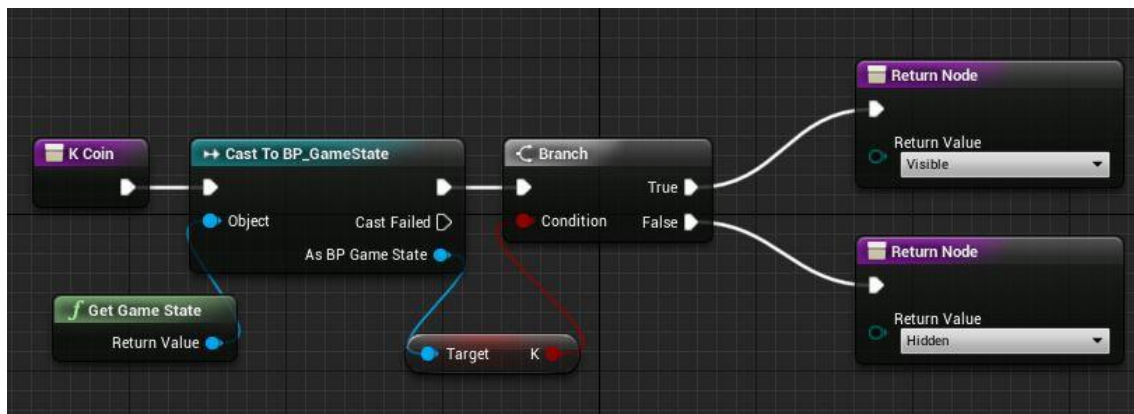 K Coin
Cast To BP_GameState
Object
Cast Failed
As BP Game State
Get Game State
Return Value
Target K
Branch
Condition
True
False
Return Node
Return Value
Visible
Return Node
Return Value
Hidden